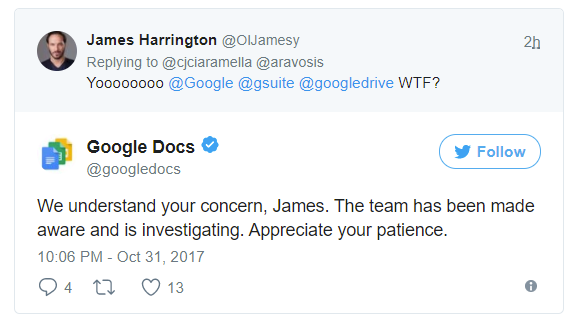 James Harrington @OlJamesy 2h
Replying to @cjciaramella @aravosis
Yoooooooo @Google @gsuite @googledrive WTF?
Google Docs
Follow
@googledocs
We understand your concern, James. The team has been made
aware and is investigating. Appreciate your patience.
10:06 PM - Oct 31, 2017
4 13